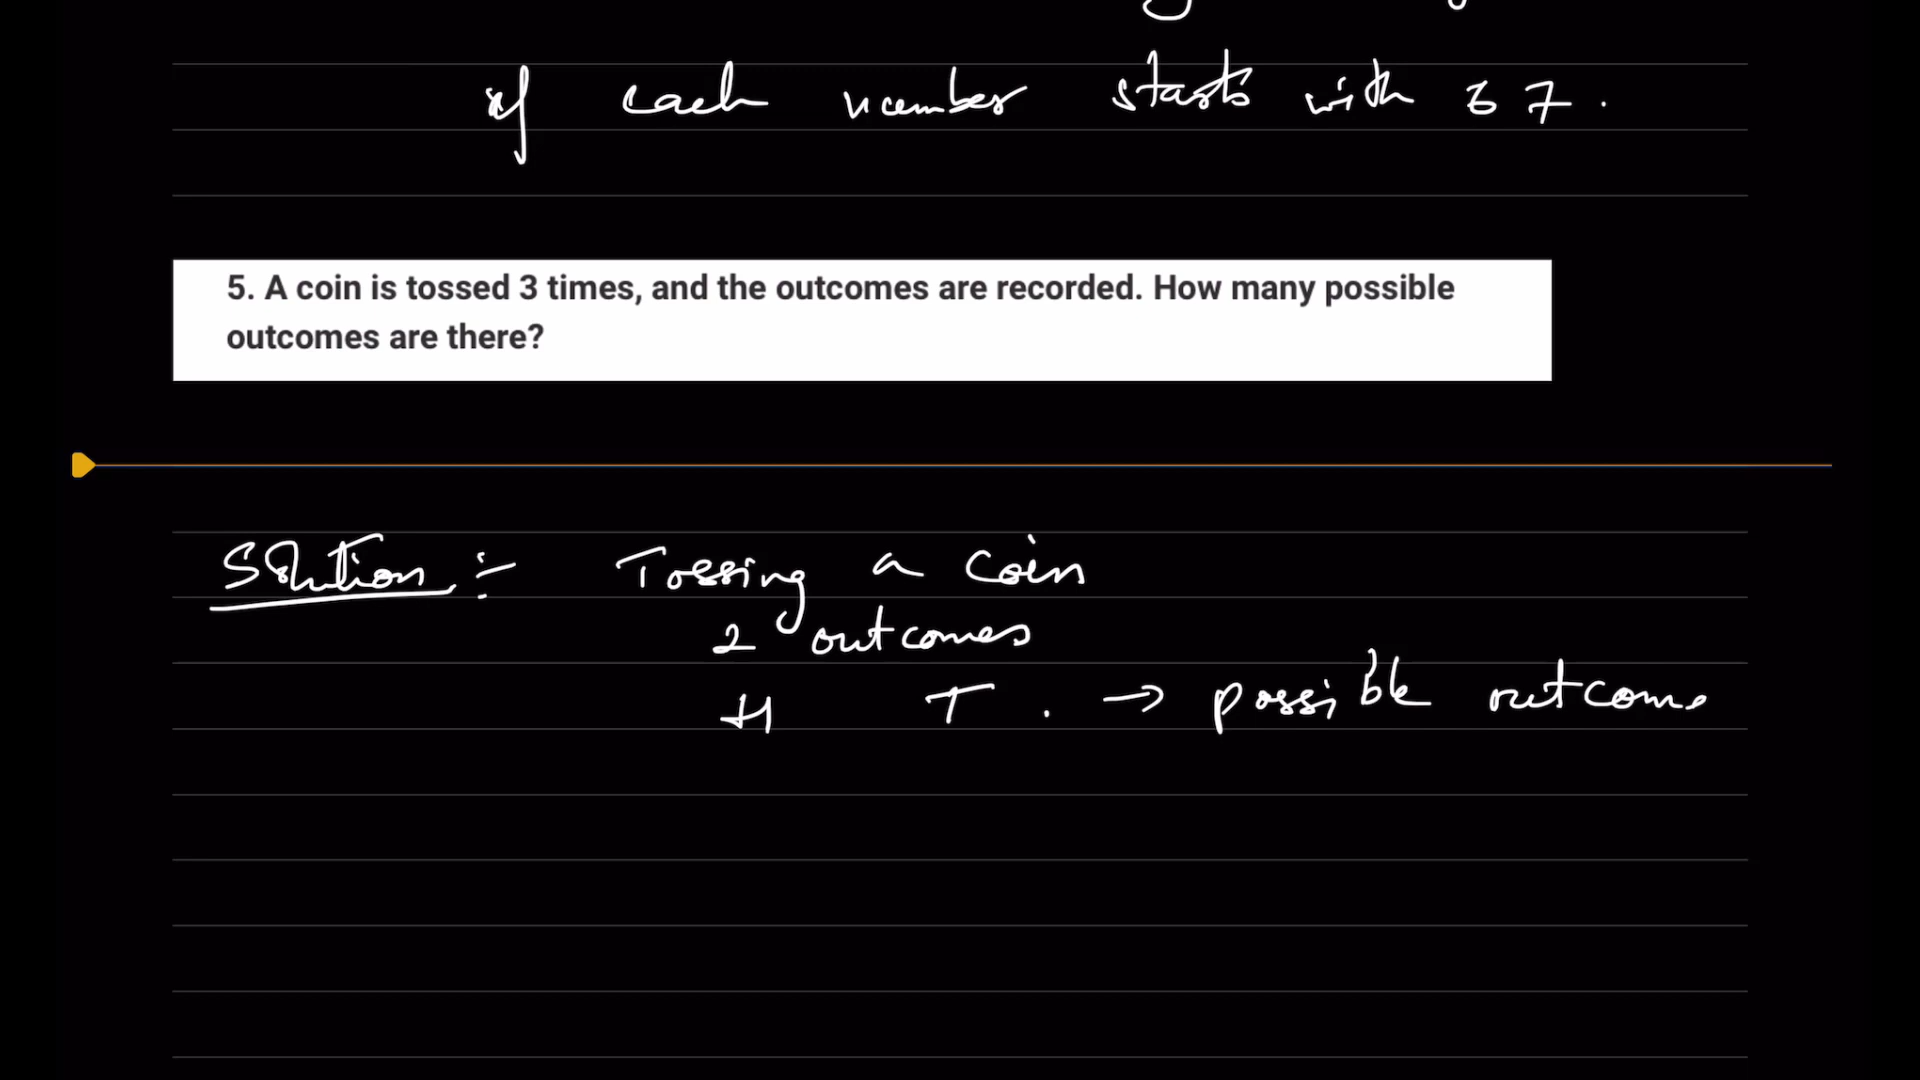 if each number starts with 67.
5. A coin is tossed 3 times, and the outcomes are recorded. How many possible
outcomes are there?
Solution :- Tossing a coin
2 outcomes
H T . → possible outcome